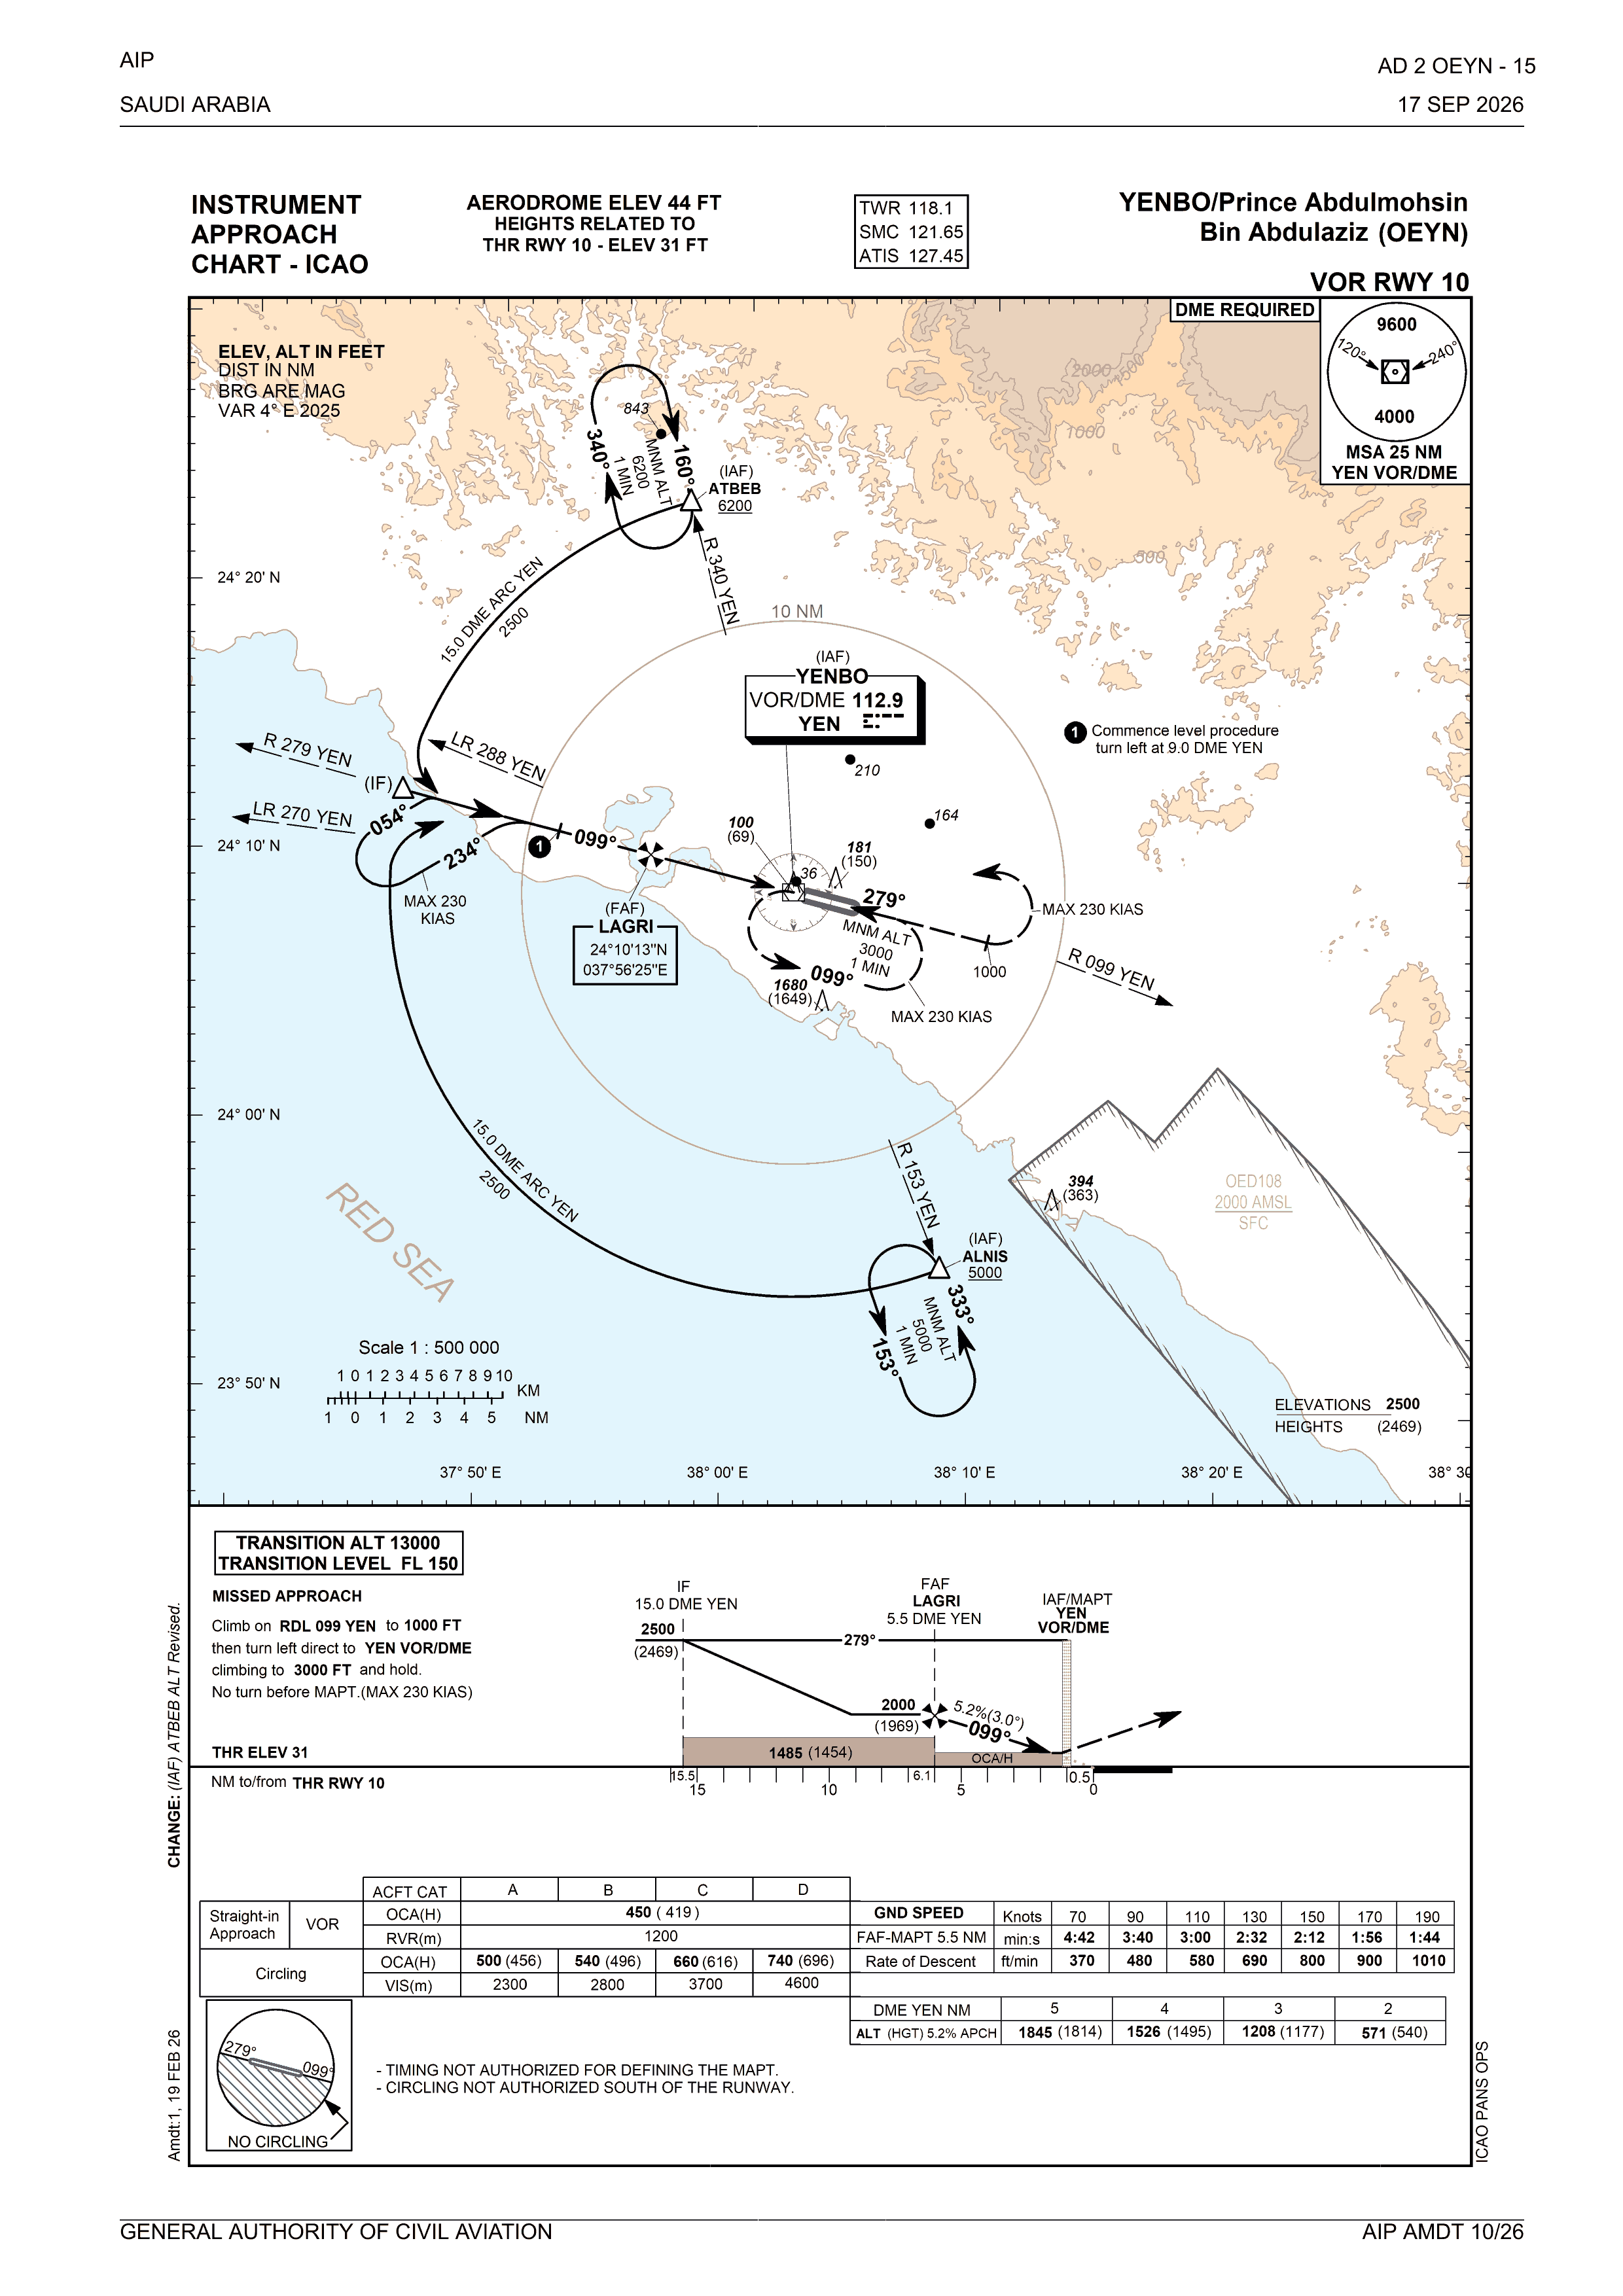 AIP
AD 2 OEYN - 15
SAUDI ARABIA
17 SEP 2026
INSTRUMENT
APPROACH
CHART - ICAO
AERODROME ELEV 44 FT
HEIGHTS RELATED TO
THR RWY 10 - ELEV 31 FT
TWR 118.1
SMC 121.65
ATIS 127.45
YENBO/Prince Abdulmohsin
Bin Abdulaziz (OEYN)
VOR RWY 10
DME REQUIRED
9600
120°
240°
4000
MSA 25 NM
YEN VOR/DME
ELEV, ALT IN FEET
DIST IN NM
BRG ARE MAG
VAR 4° E 2025
2000
1000
500
843
340°
160°
MNM ALT
6200
1 MIN
(IAF)
ATBEB
6200
R 340 YEN
24° 20' N
15.0 DME ARC YEN
2500
10 NM
(IAF)
YENBO
VOR/DME 112.9
YEN
1 Commence level procedure
turn left at 9.0 DME YEN
R 279 YEN
LR 288 YEN
(IF)
LR 270 YEN
054°
234°
MAX 230
KIAS
24° 10' N
1
099°
210
164
100
(69)
36
181
(150)
279°
MNM ALT
3000
1 MIN
099°
MAX 230 KIAS
1000
MAX 230 KIAS
R 099 YEN
(FAF)
LAGRI
24°10'13"N
037°56'25"E
1680
(1649)
24° 00' N
15.0 DME ARC YEN
2500
R 153 YEN
394
(363)
OED108
2000 AMSL
SFC
RED SEA
(IAF)
ALNIS
5000
333°
MNM ALT
5000
1 MIN
153°
Scale 1 : 500 000
1 0 1 2 3 4 5 6 7 8 9 10
KM
1 0 1 2 3 4 5 NM
23° 50' N
ELEVATIONS 2500
HEIGHTS (2469)
37° 50' E
38° 00' E
38° 10' E
38° 20' E
38° 30
TRANSITION ALT 13000
TRANSITION LEVEL FL 150
MISSED APPROACH
Climb on RDL 099 YEN to 1000 FT
then turn left direct to YEN VOR/DME
climbing to 3000 FT and hold.
No turn before MAPT.(MAX 230 KIAS)
IF
15.0 DME YEN
2500
(2469)
FAF
LAGRI
5.5 DME YEN
IAF/MAPT
YEN
VOR/DME
279°
2000
(1969)
5.2%(3.0°)
099°
1485 (1454)
OCA/H
THR ELEV 31
NM to/from THR RWY 10
15.5
15
10
6.1
5
0.5
0
CHANGE: (IAF) ATBEB ALT Revised.
ACFT CAT A B C D
Straight-in
Approach
VOR
OCA(H) 450 ( 419 )
RVR(m) 1200
Circling
OCA(H) 500 (456) 540 (496) 660 (616) 740 (696)
VIS(m) 2300 2800 3700 4600
GND SPEED Knots 70 90 110 130 150 170 190
FAF-MAPT 5.5 NM min:s 4:42 3:40 3:00 2:32 2:12 1:56 1:44
Rate of Descent ft/min 370 480 580 690 800 900 1010
DME YEN NM 5 4 3 2
ALT (HGT) 5.2% APCH 1845 (1814) 1526 (1495) 1208 (1177) 571 (540)
279°
099°
NO CIRCLING
- TIMING NOT AUTHORIZED FOR DEFINING THE MAPT.
- CIRCLING NOT AUTHORIZED SOUTH OF THE RUNWAY.
Amdt:1, 19 FEB 26
ICAO PANS OPS
GENERAL AUTHORITY OF CIVIL AVIATION
AIP AMDT 10/26